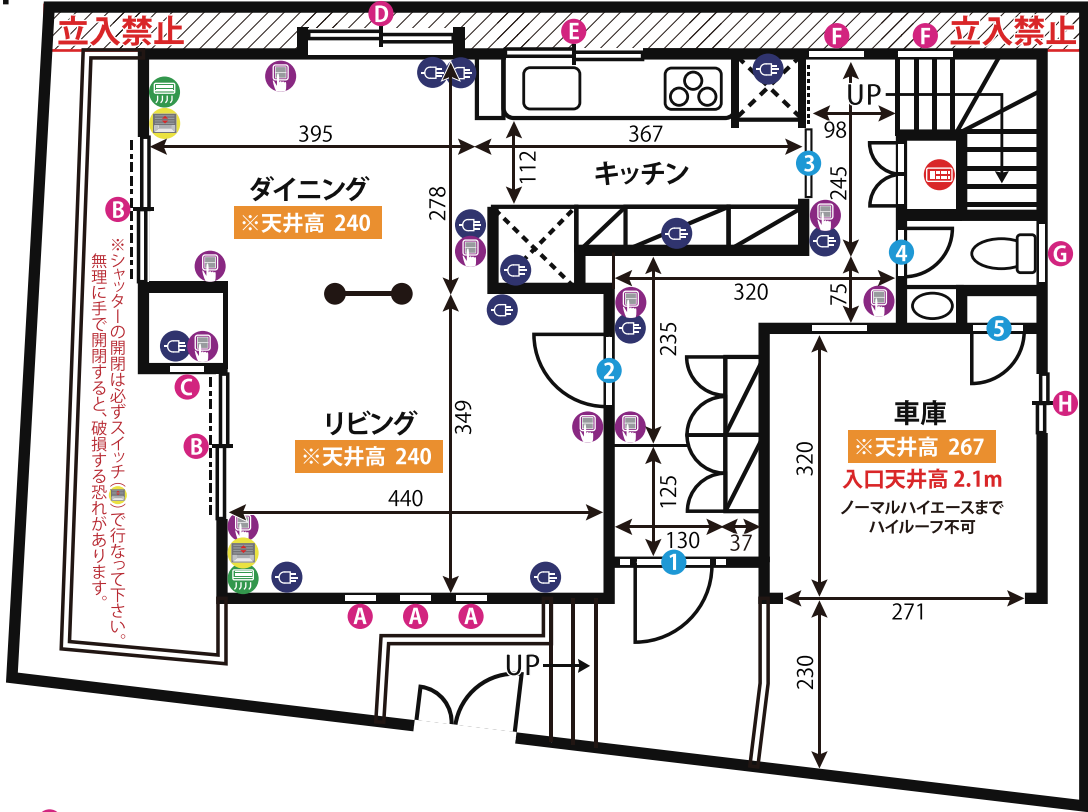 立入禁止
立入禁止
D
E
F
F
UP
395
367
98
3
112
キッチン
245
278
ダイニング
※天井高 240
B
4
G
320
75
※シャッターの開閉は必ずスイッチ( )で行なって下さい。
無理に手で開閉すると、破損する恐れがあります。
235
5
2
C
H
349
リビング
※天井高 240
B
車庫
※天井高 267
入口天井高 2.1m
ノーマルハイエースまで
ハイルーフ不可
320
440
125
130
37
1
A
A
A
271
UP
230